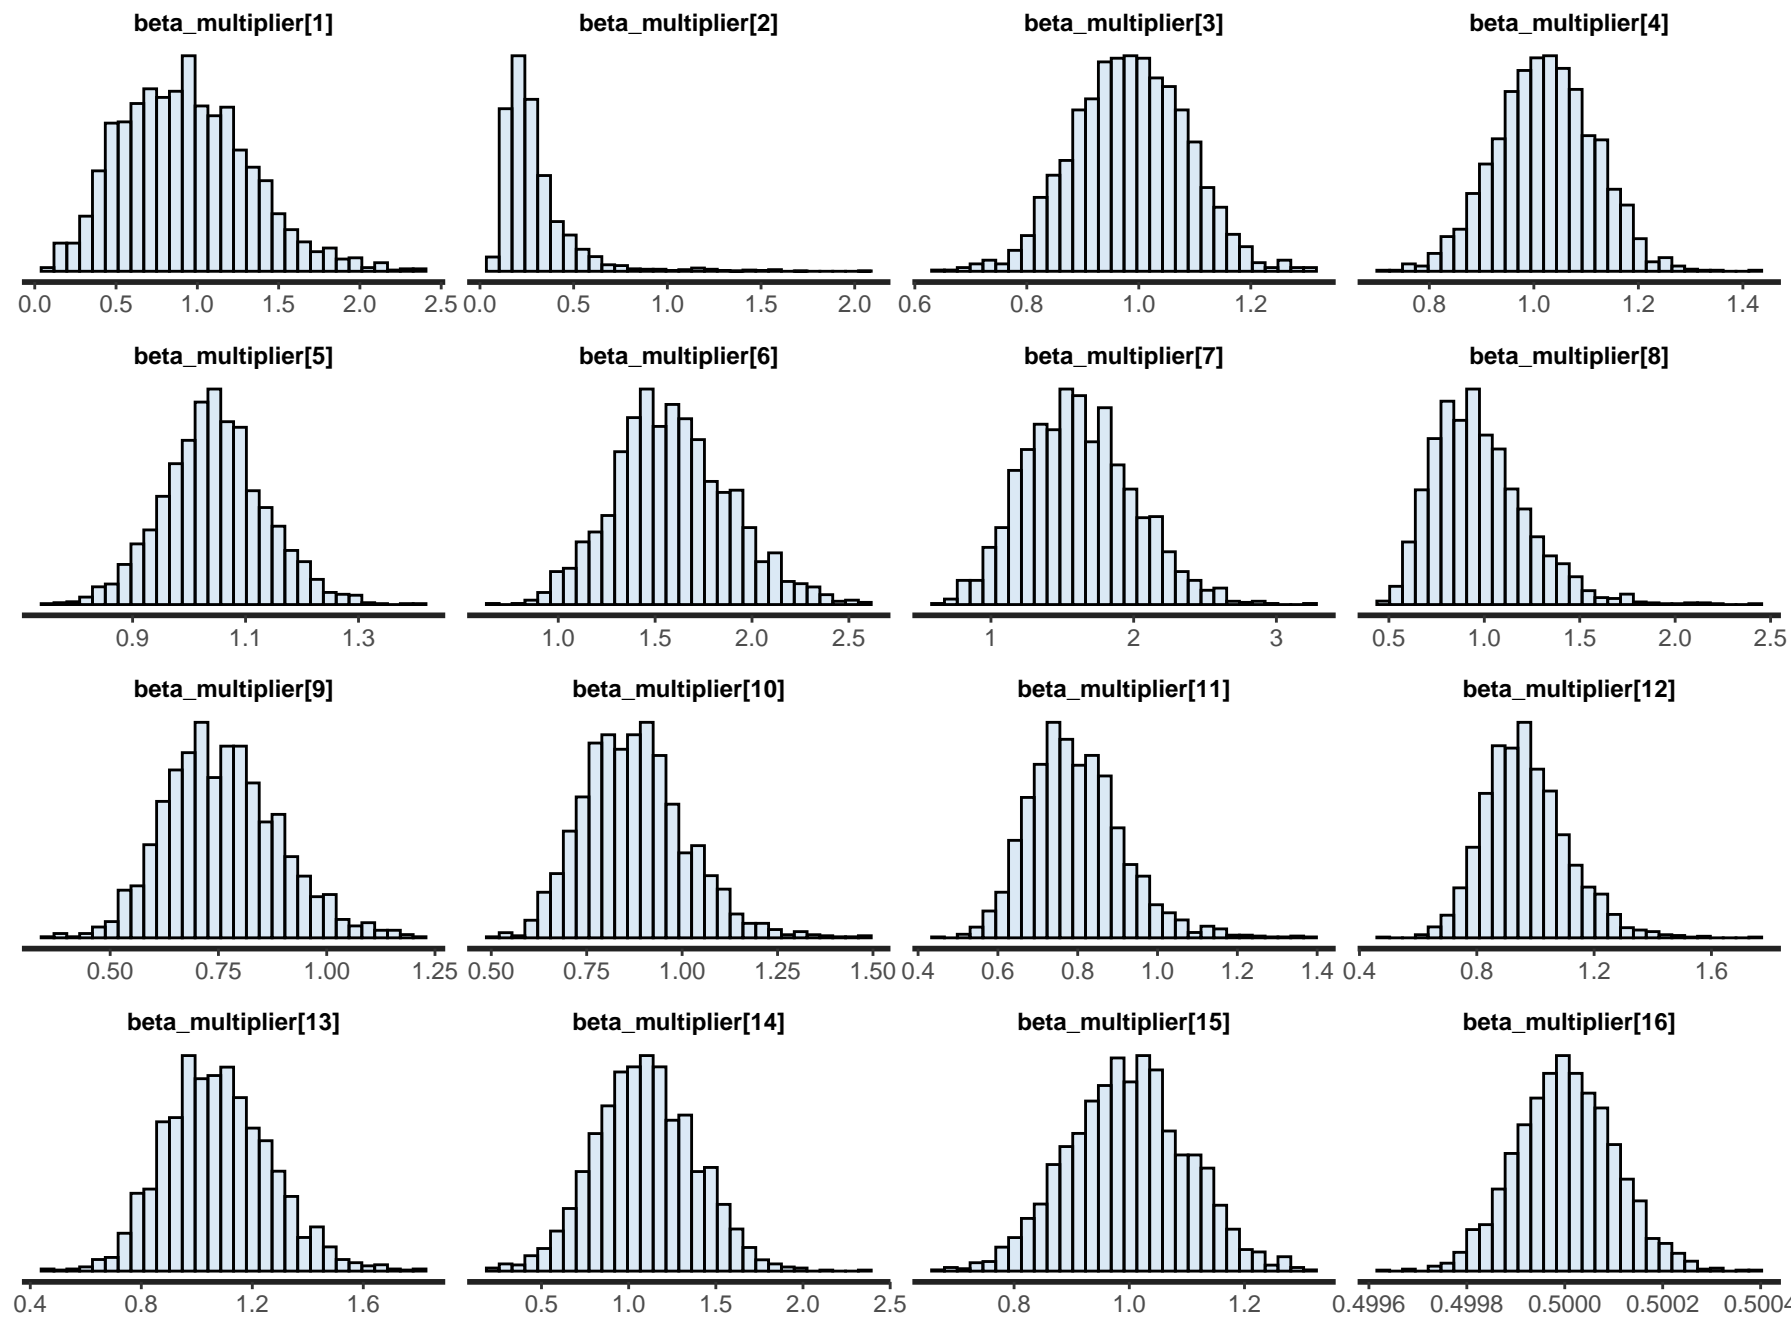 beta_multiplier[1] beta_multiplier[2] beta_multiplier[3] beta_multiplier[4]
0.0 0.5 1.0 1.5 2.0 2.5 0.0 0.5 1.0 1.5 2.0 0.6 0.8 1.0 1.2 0.8 1.0 1.2 1.4
beta_multiplier[5] beta_multiplier[6] beta_multiplier[7] beta_multiplier[8]
0.9 1.1 1.3 1.0 1.5 2.0 2.5 1 2 3 0.5 1.0 1.5 2.0 2.5
beta_multiplier[9] beta_multiplier[10] beta_multiplier[11] beta_multiplier[12]
0.50 0.75 1.00 1.25 0.50 0.75 1.00 1.25 1.50 0.4 0.6 0.8 1.0 1.2 1.4 0.4 0.8 1.2 1.6
beta_multiplier[13] beta_multiplier[14] beta_multiplier[15] beta_multiplier[16]
0.4 0.8 1.2 1.6 0.5 1.0 1.5 2.0 2.5 0.8 1.0 1.2 0.4996 0.4998 0.5000 0.5002 0.5004